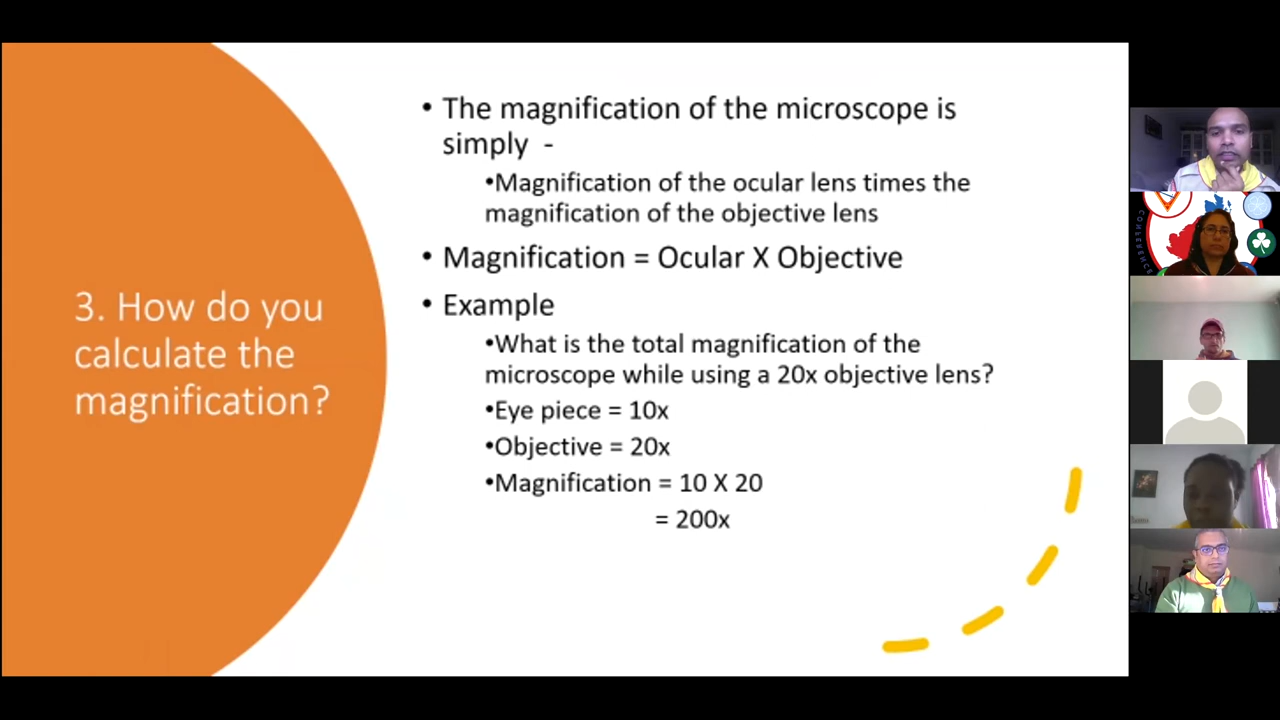 3. How do you
calculate the
magnification?
• The magnification of the microscope is
simply -
•Magnification of the ocular lens times the
magnification of the objective lens
• Magnification = Ocular X Objective
• Example
•What is the total magnification of the
microscope while using a 20x objective lens?
•Eye piece = 10x
•Objective = 20x
•Magnification = 10 X 20
= 200x
CONFERENCE